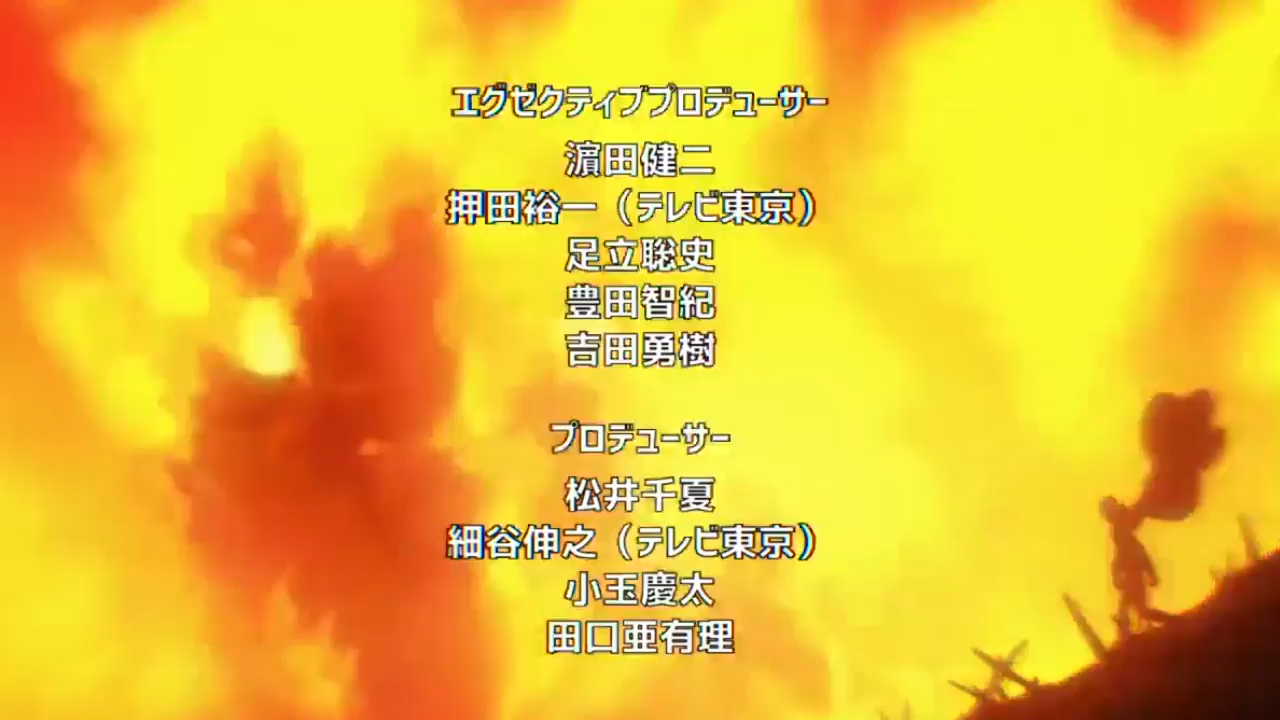 エグゼクティブプロデューサー
濵田健二
押田裕一（テレビ東京）
足立聡史
豊田智紀
吉田勇樹
プロデューサー
松井千夏
細谷伸之（テレビ東京）
小玉慶太
田口亜有理